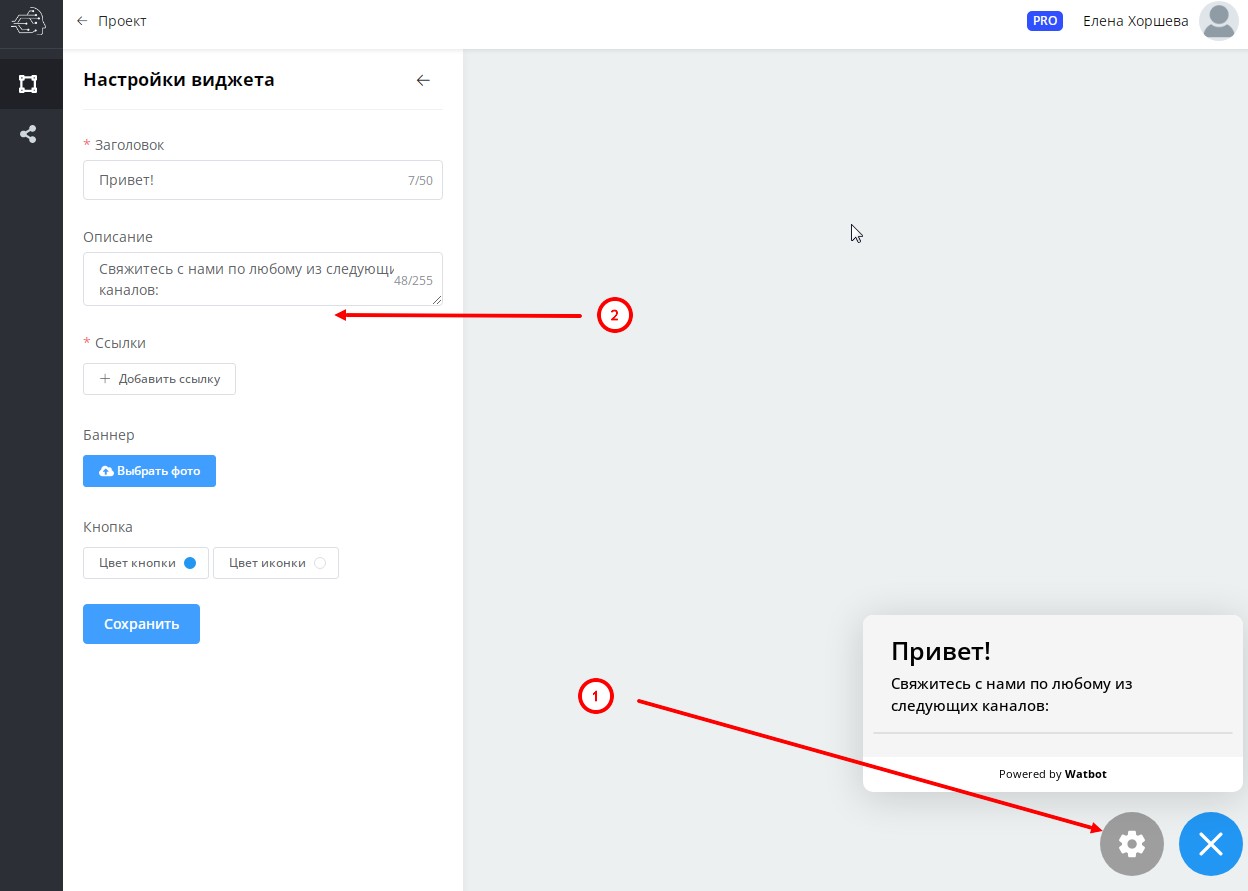 Проект
PRO
Елена Хоршева
Настройки виджета
* Заголовок
Привет!
7/50
Описание
Свяжитесь с нами по любому из следующи
каналов:
48/255
2
* Ссылки
Добавить ссылку
Баннер
Выбрать фото
Кнопка
Цвет кнопки
Цвет иконки
Сохранить
Привет!
Свяжитесь с нами по любому из
следующих каналов:
1
Powered by Watbot